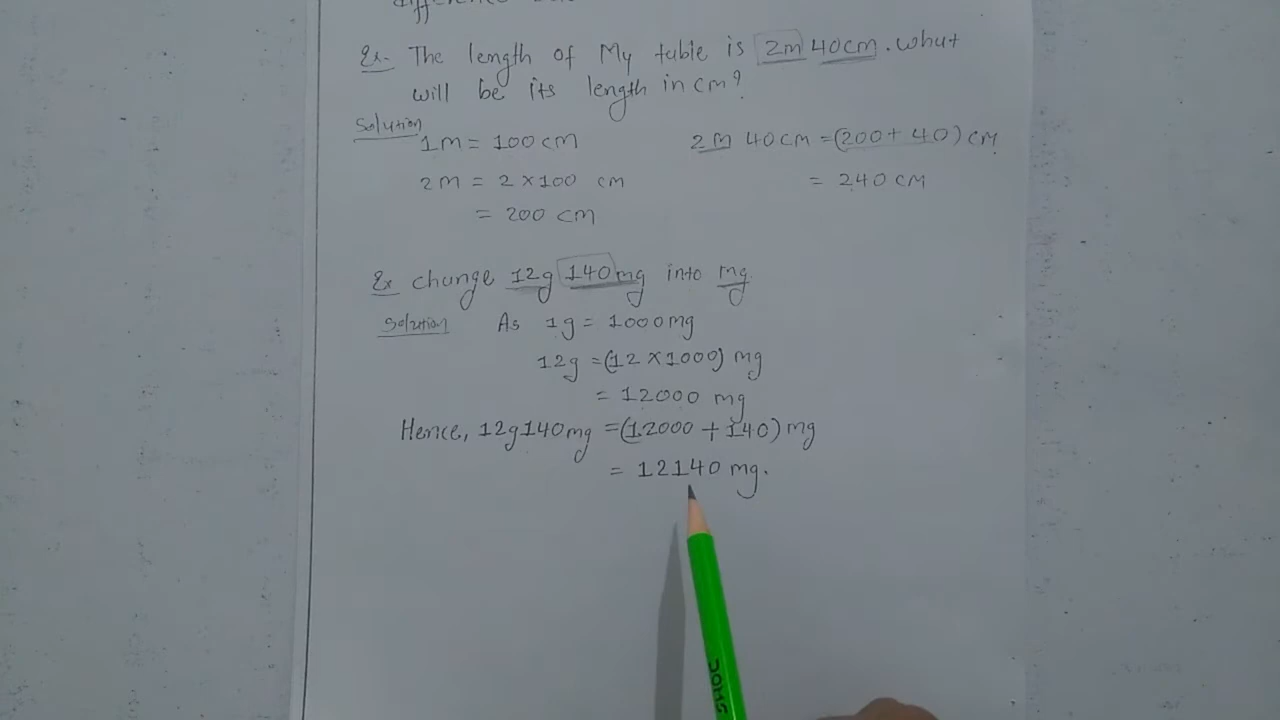 Ex. The length of My table is 2m 40cm. what
will be its length in cm?
Solution
1m = 100 cm
2m = 2 × 100 cm
= 200 cm
2m 40cm = (200 + 40) cm
= 240 cm
Ex change 12g 140mg into mg.
Solution As 1g = 1000mg
12g = (12 × 1000) mg
= 12000 mg
Hence, 12g140mg = (12000 + 140) mg
= 12140 mg.
DOMS